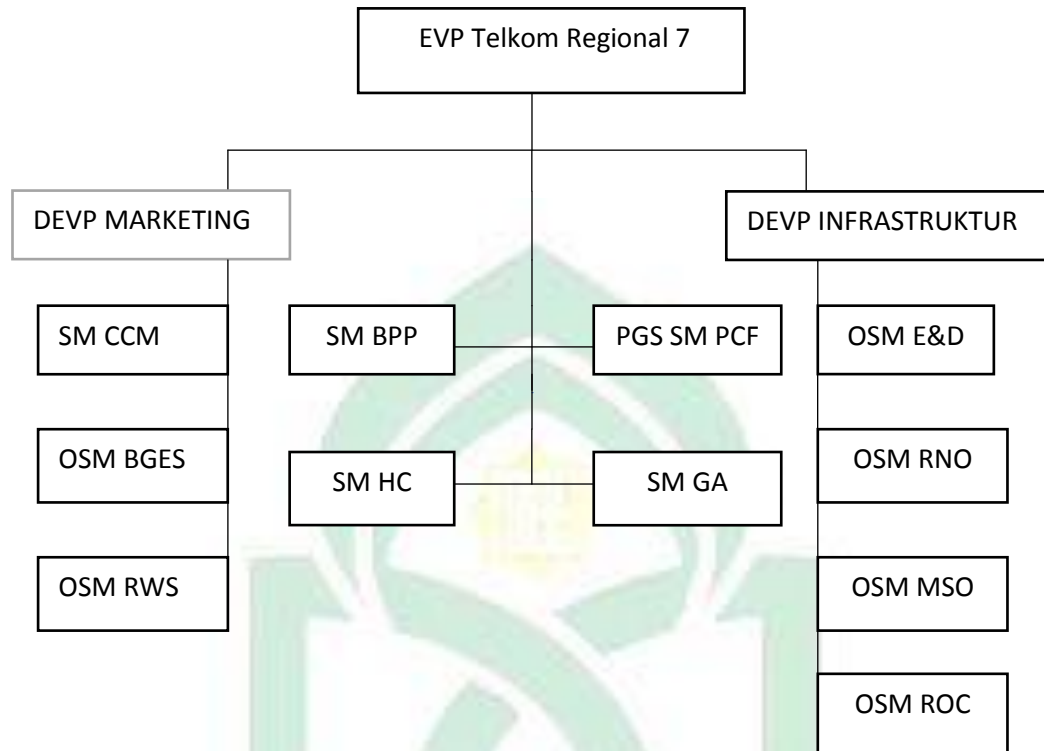 EVP Telkom Regional 7
DEVP MARKETING
DEVP INFRASTRUKTUR
SM CCM
SM BPP
PGS SM PCF
OSM E&D
OSM BGES
SM HC
SM GA
OSM RNO
OSM RWS
OSM MSO
OSM ROC